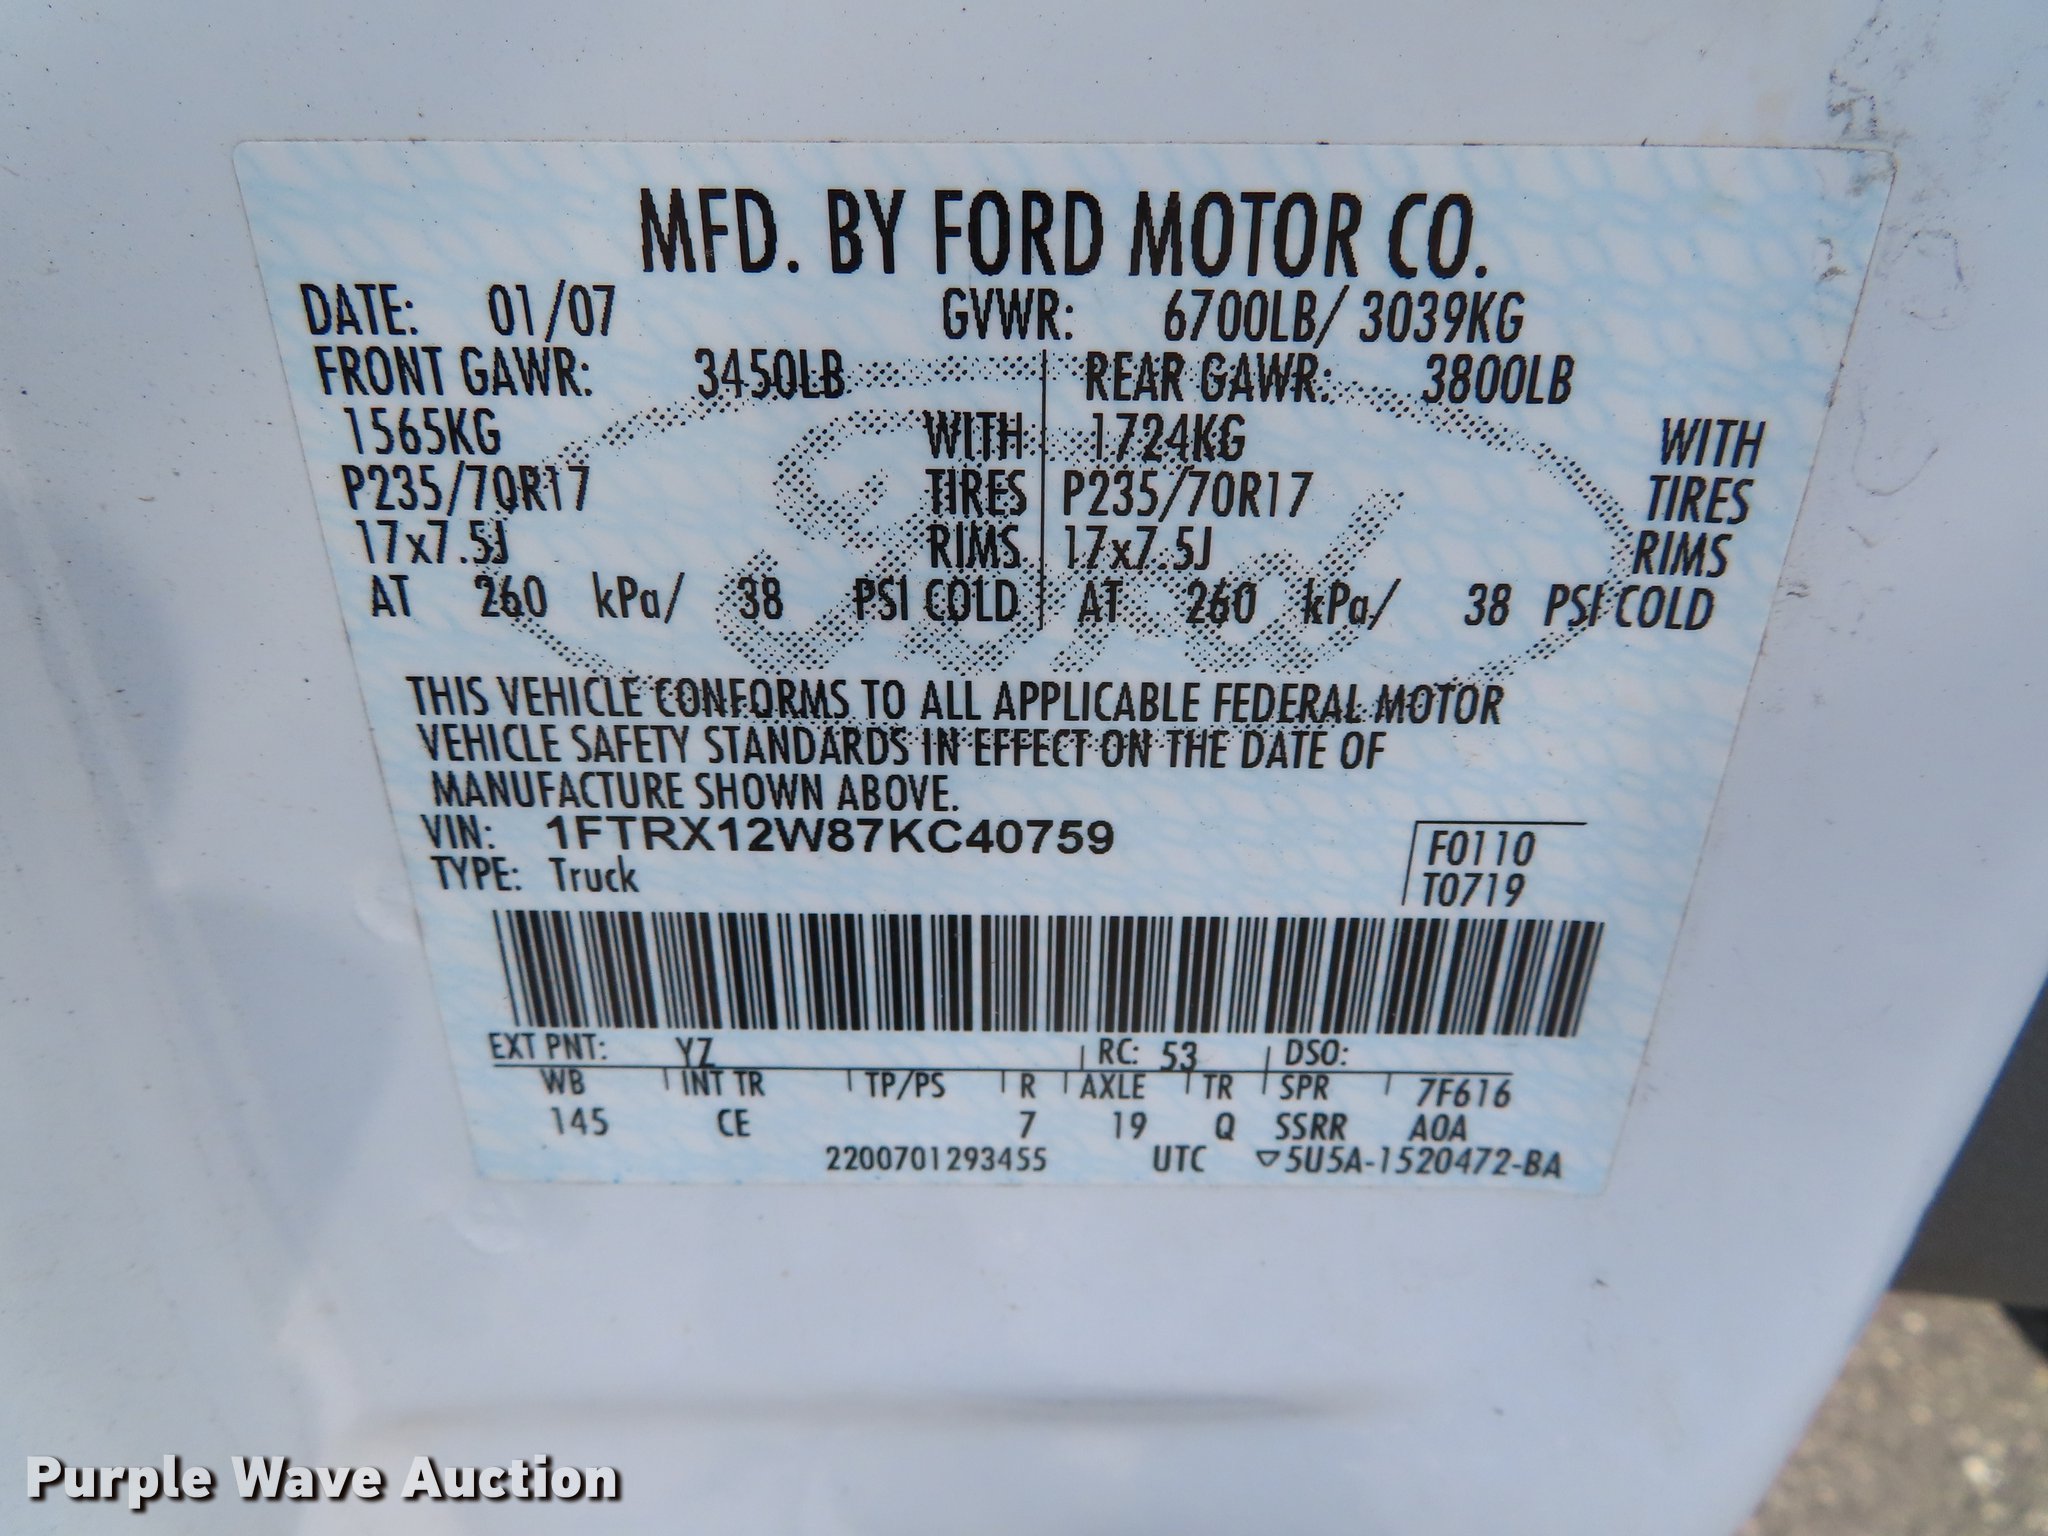 MFD. BY FORD MOTOR CO.
DATE: 01/07 GVWR: 6700LB/ 3039KG
FRONT GAWR: 3450LB REAR GAWR: 3800LB
1565KG WITH 1724KG WITH
P235/70R17 TIRES P235/70R17 TIRES
17x7.5J RIMS 17x7.5J RIMS
AT 260 kPa/ 38 PSI COLD AT 260 kPa/ 38 PSI COLD
Ford
THIS VEHICLE CONFORMS TO ALL APPLICABLE FEDERAL MOTOR
VEHICLE SAFETY STANDARDS IN EFFECT ON THE DATE OF
MANUFACTURE SHOWN ABOVE.
VIN: 1FTRX12W87KC40759 F0110
TYPE: Truck T0719
EXT PNT: YZ RC: 53 DSO:
WB INT TR TP/PS R AXLE TR SPR 7F616
145 CE 7 19 Q SSRR A0A
2200701293455 UTC ▽5U5A-1520472-BA
Purple Wave Auction